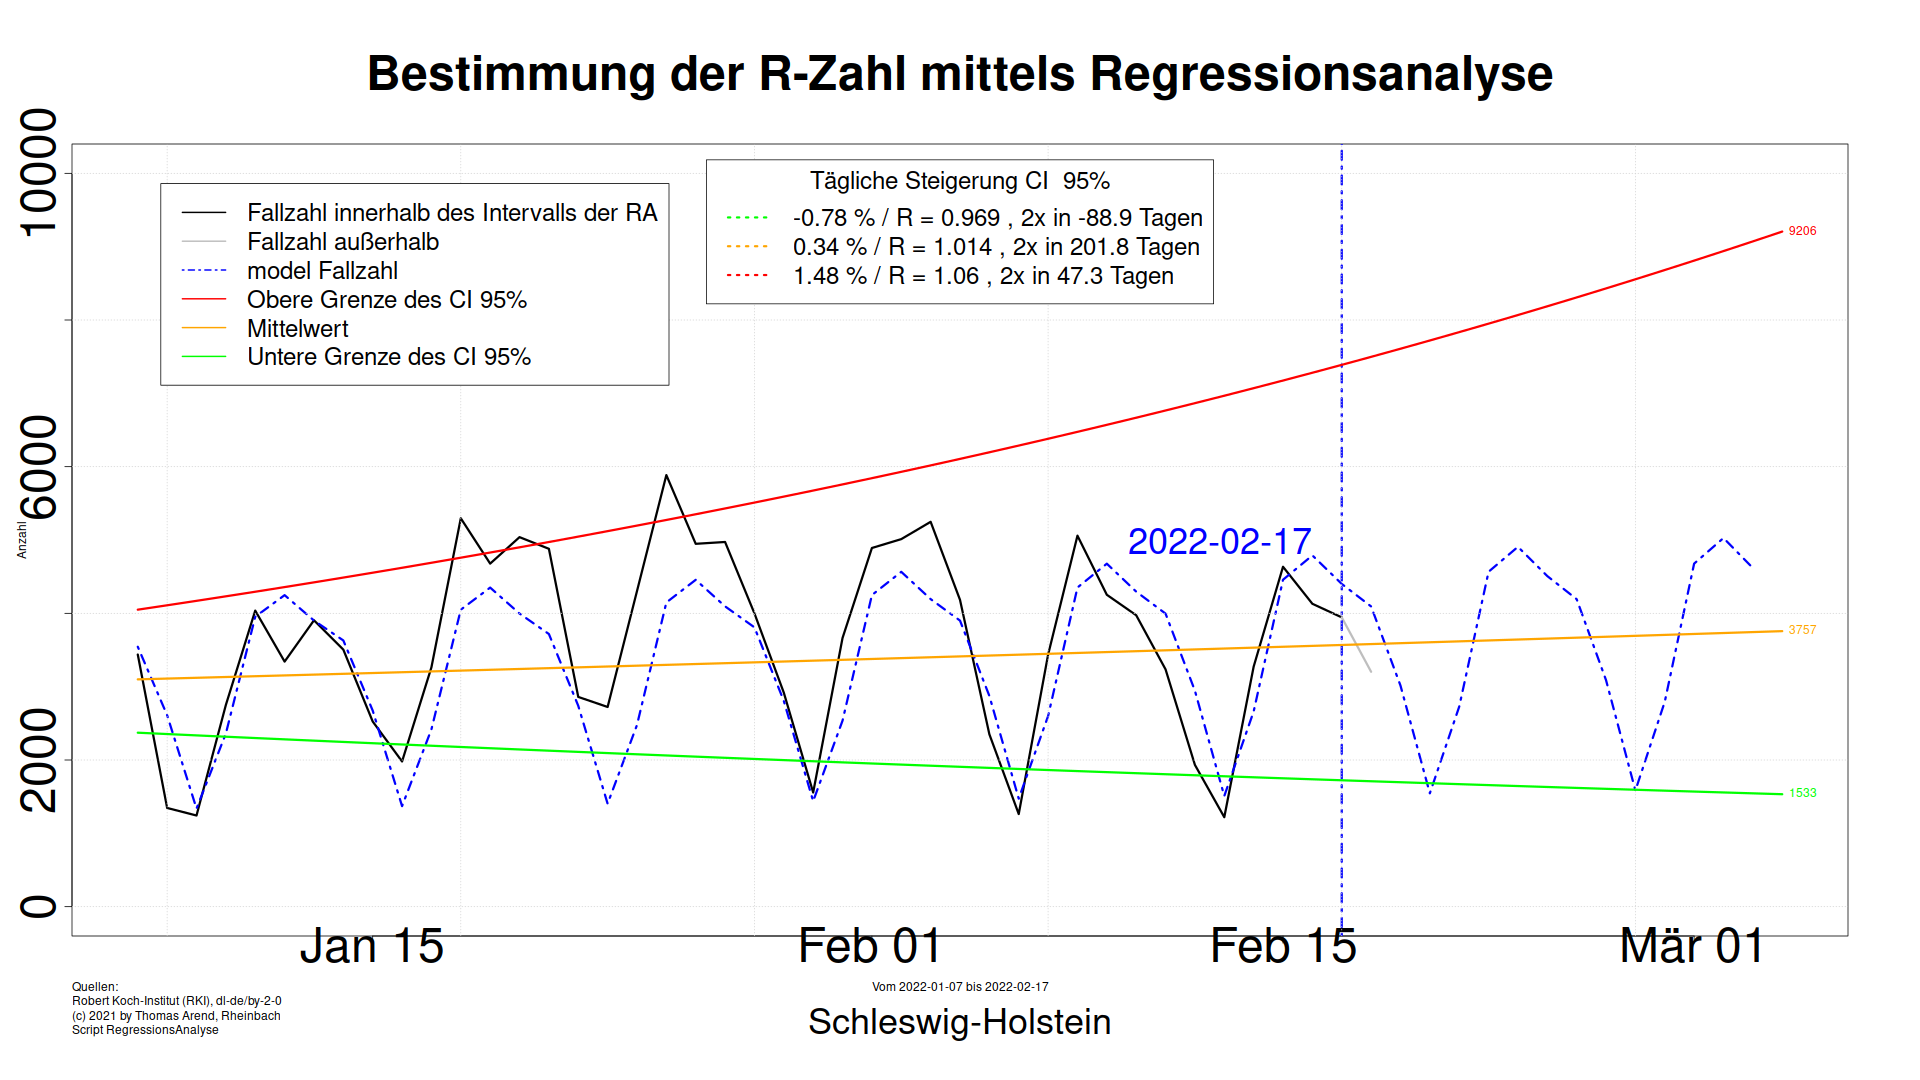 Bestimmung der R-Zahl mittels Regressionsanalyse
10000
6000
2000
0
Anzahl
Fallzahl innerhalb des Intervalls der RA
Fallzahl außerhalb
model Fallzahl
Obere Grenze des CI 95%
Mittelwert
Untere Grenze des CI 95%
Tägliche Steigerung CI  95%
-0.78 % / R = 0.969 , 2x in -88.9 Tagen
0.34 % / R = 1.014 , 2x in 201.8 Tagen
1.48 % / R = 1.06 , 2x in 47.3 Tagen
9206
2022-02-17
3757
1533
Jan 15
Feb 01
Feb 15
Mär 01
Quellen:
Robert Koch-Institut (RKI), dl-de/by-2-0
(c) 2021 by Thomas Arend, Rheinbach
Script RegressionsAnalyse
Vom 2022-01-07 bis 2022-02-17
Schleswig-Holstein